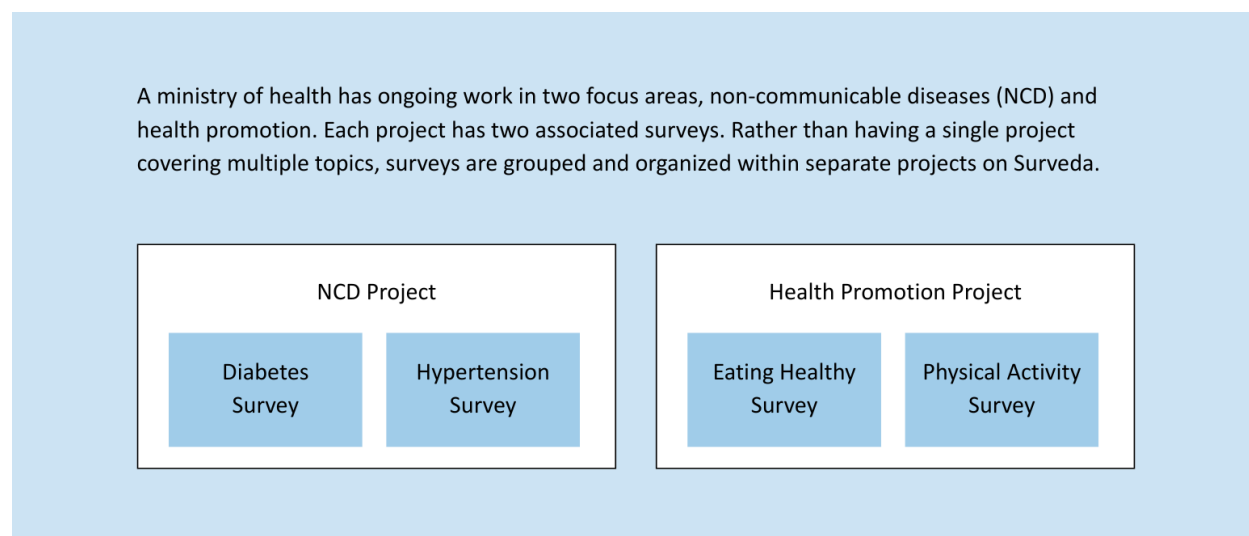 A ministry of health has ongoing work in two focus areas, non-communicable diseases (NCD) and
health promotion. Each project has two associated surveys. Rather than having a single project
covering multiple topics, surveys are grouped and organized within separate projects on Surveda.
NCD Project
Diabetes
Survey
Hypertension
Survey
Health Promotion Project
Eating Healthy
Survey
Physical Activity
Survey